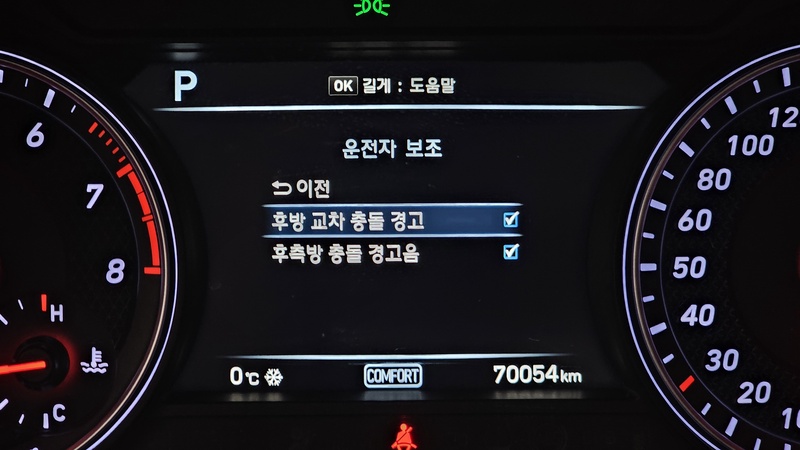 P
OK 길게 : 도움말
운전자 보조
이전
후방 교차 충돌 경고
후측방 충돌 경고음
0℃
COMFORT
70054km
6
7
8
H
C
12
100
80
60
50
40
30
20
10